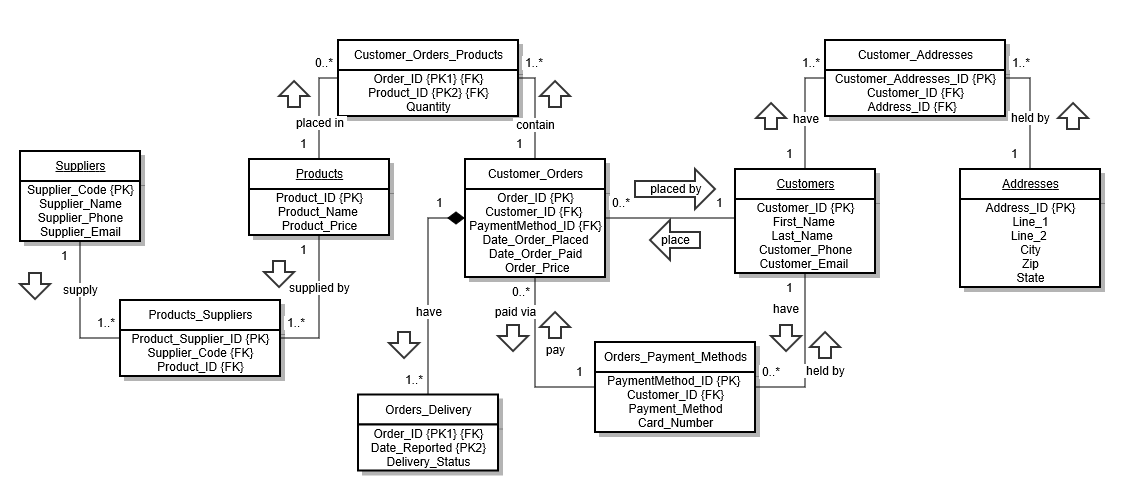 Customer_Orders_Products
Order_ID {PK1} {FK}
Product_ID {PK2} {FK}
Quantity
0..*
1..*
placed in
contain
1
1
Customer_Addresses
Customer_Addresses_ID {PK}
Customer_ID {FK}
Address_ID {FK}
1..*
1..*
have
held by
1
1
Suppliers
Supplier_Code {PK}
Supplier_Name
Supplier_Phone
Supplier_Email
1
supply
1..*
Products
Product_ID {PK}
Product_Name
Product_Price
1
supplied by
1..*
Products_Suppliers
Product_Supplier_ID {PK}
Supplier_Code {FK}
Product_ID {FK}
Customer_Orders
Order_ID {PK}
Customer_ID {FK}
PaymentMethod_ID {FK}
Date_Order_Placed
Date_Order_Paid
Order_Price
1
have
1..*
placed by
0..*
1
place
Customers
Customer_ID {PK}
First_Name
Last_Name
Customer_Phone
Customer_Email
Addresses
Address_ID {PK}
Line_1
Line_2
City
Zip
State
0..*
paid via
pay
1
1
have
held by
0..*
Orders_Payment_Methods
PaymentMethod_ID {PK}
Customer_ID {FK}
Payment_Method
Card_Number
Orders_Delivery
Order_ID {PK1} {FK}
Date_Reported {PK2}
Delivery_Status